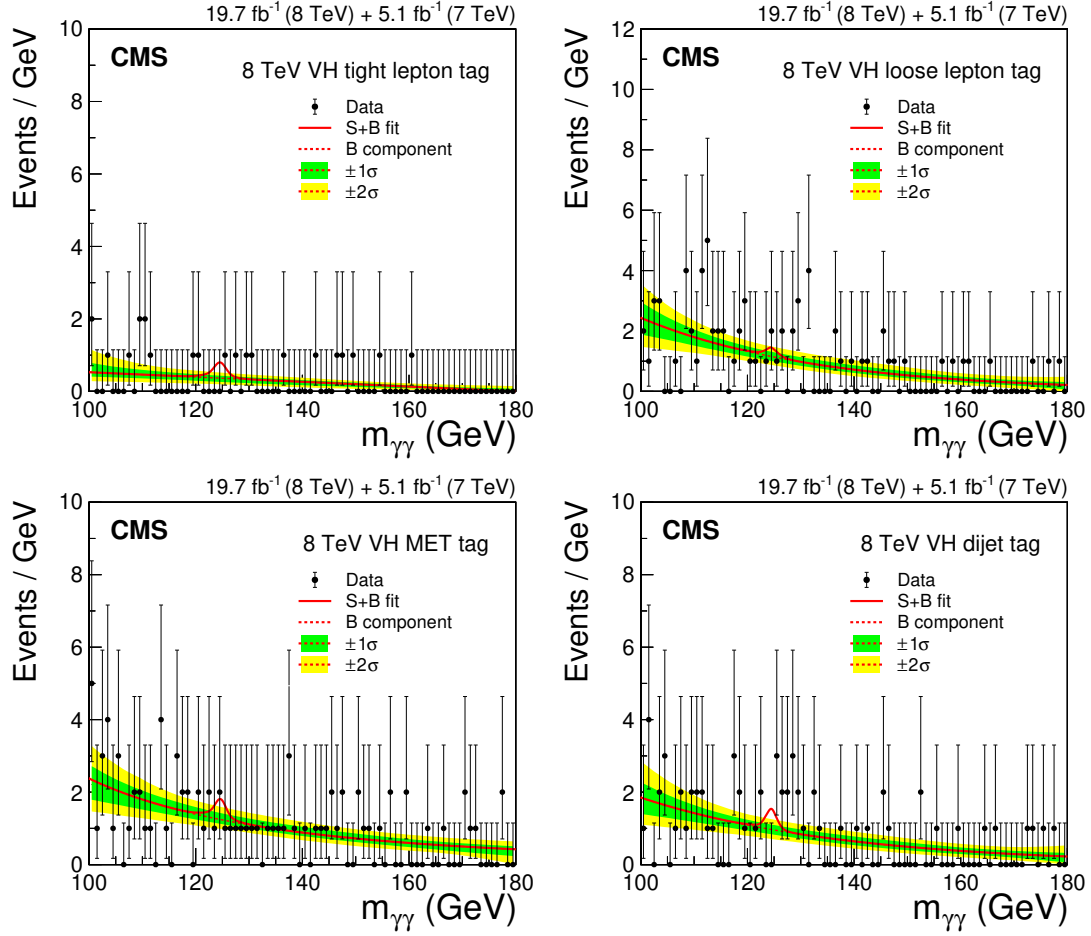 19.7 fb⁻¹ (8 TeV) + 5.1 fb⁻¹ (7 TeV)
Events / GeV
10
8
6
4
2
0
CMS
8 TeV VH tight lepton tag
Data
S+B fit
B component
±1σ
±2σ
100 120 140 160 180
mγγ (GeV)
19.7 fb⁻¹ (8 TeV) + 5.1 fb⁻¹ (7 TeV)
Events / GeV
12
10
8
6
4
2
0
CMS
8 TeV VH loose lepton tag
Data
S+B fit
B component
±1σ
±2σ
100 120 140 160 180
mγγ (GeV)
19.7 fb⁻¹ (8 TeV) + 5.1 fb⁻¹ (7 TeV)
Events / GeV
10
8
6
4
2
0
CMS
8 TeV VH MET tag
Data
S+B fit
B component
±1σ
±2σ
100 120 140 160 180
mγγ (GeV)
19.7 fb⁻¹ (8 TeV) + 5.1 fb⁻¹ (7 TeV)
Events / GeV
10
8
6
4
2
0
CMS
8 TeV VH dijet tag
Data
S+B fit
B component
±1σ
±2σ
100 120 140 160 180
mγγ (GeV)